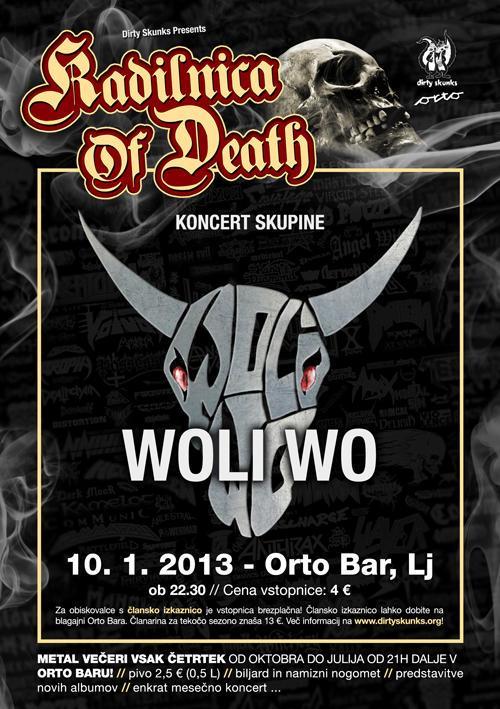 Dirty Skunks Presents
Kadilnica
Of Death
dirty skunks
orto
KONCERT SKUPINE
WOLI
WO
WOLI WO
10. 1. 2013 - Orto Bar, Lj
ob 22.30 // Cena vstopnice: 4 €
Za obiskovalce s člansko izkaznico je vstopnica brezplačna! Člansko izkaznico lahko dobite na
blagajni Orto Bara. Članarina za tekočo sezono znaša 13 €. Več informacij na www.dirtyskunks.org!
METAL VEČERI VSAK ČETRTEK OD OKTOBRA DO JULIJA OD 21H DALJE V
ORTO BARU! // pivo 2,5 € (0,5 L) // biljard in namizni nogomet // predstavitve
novih albumov // enkrat mesečno koncert ...